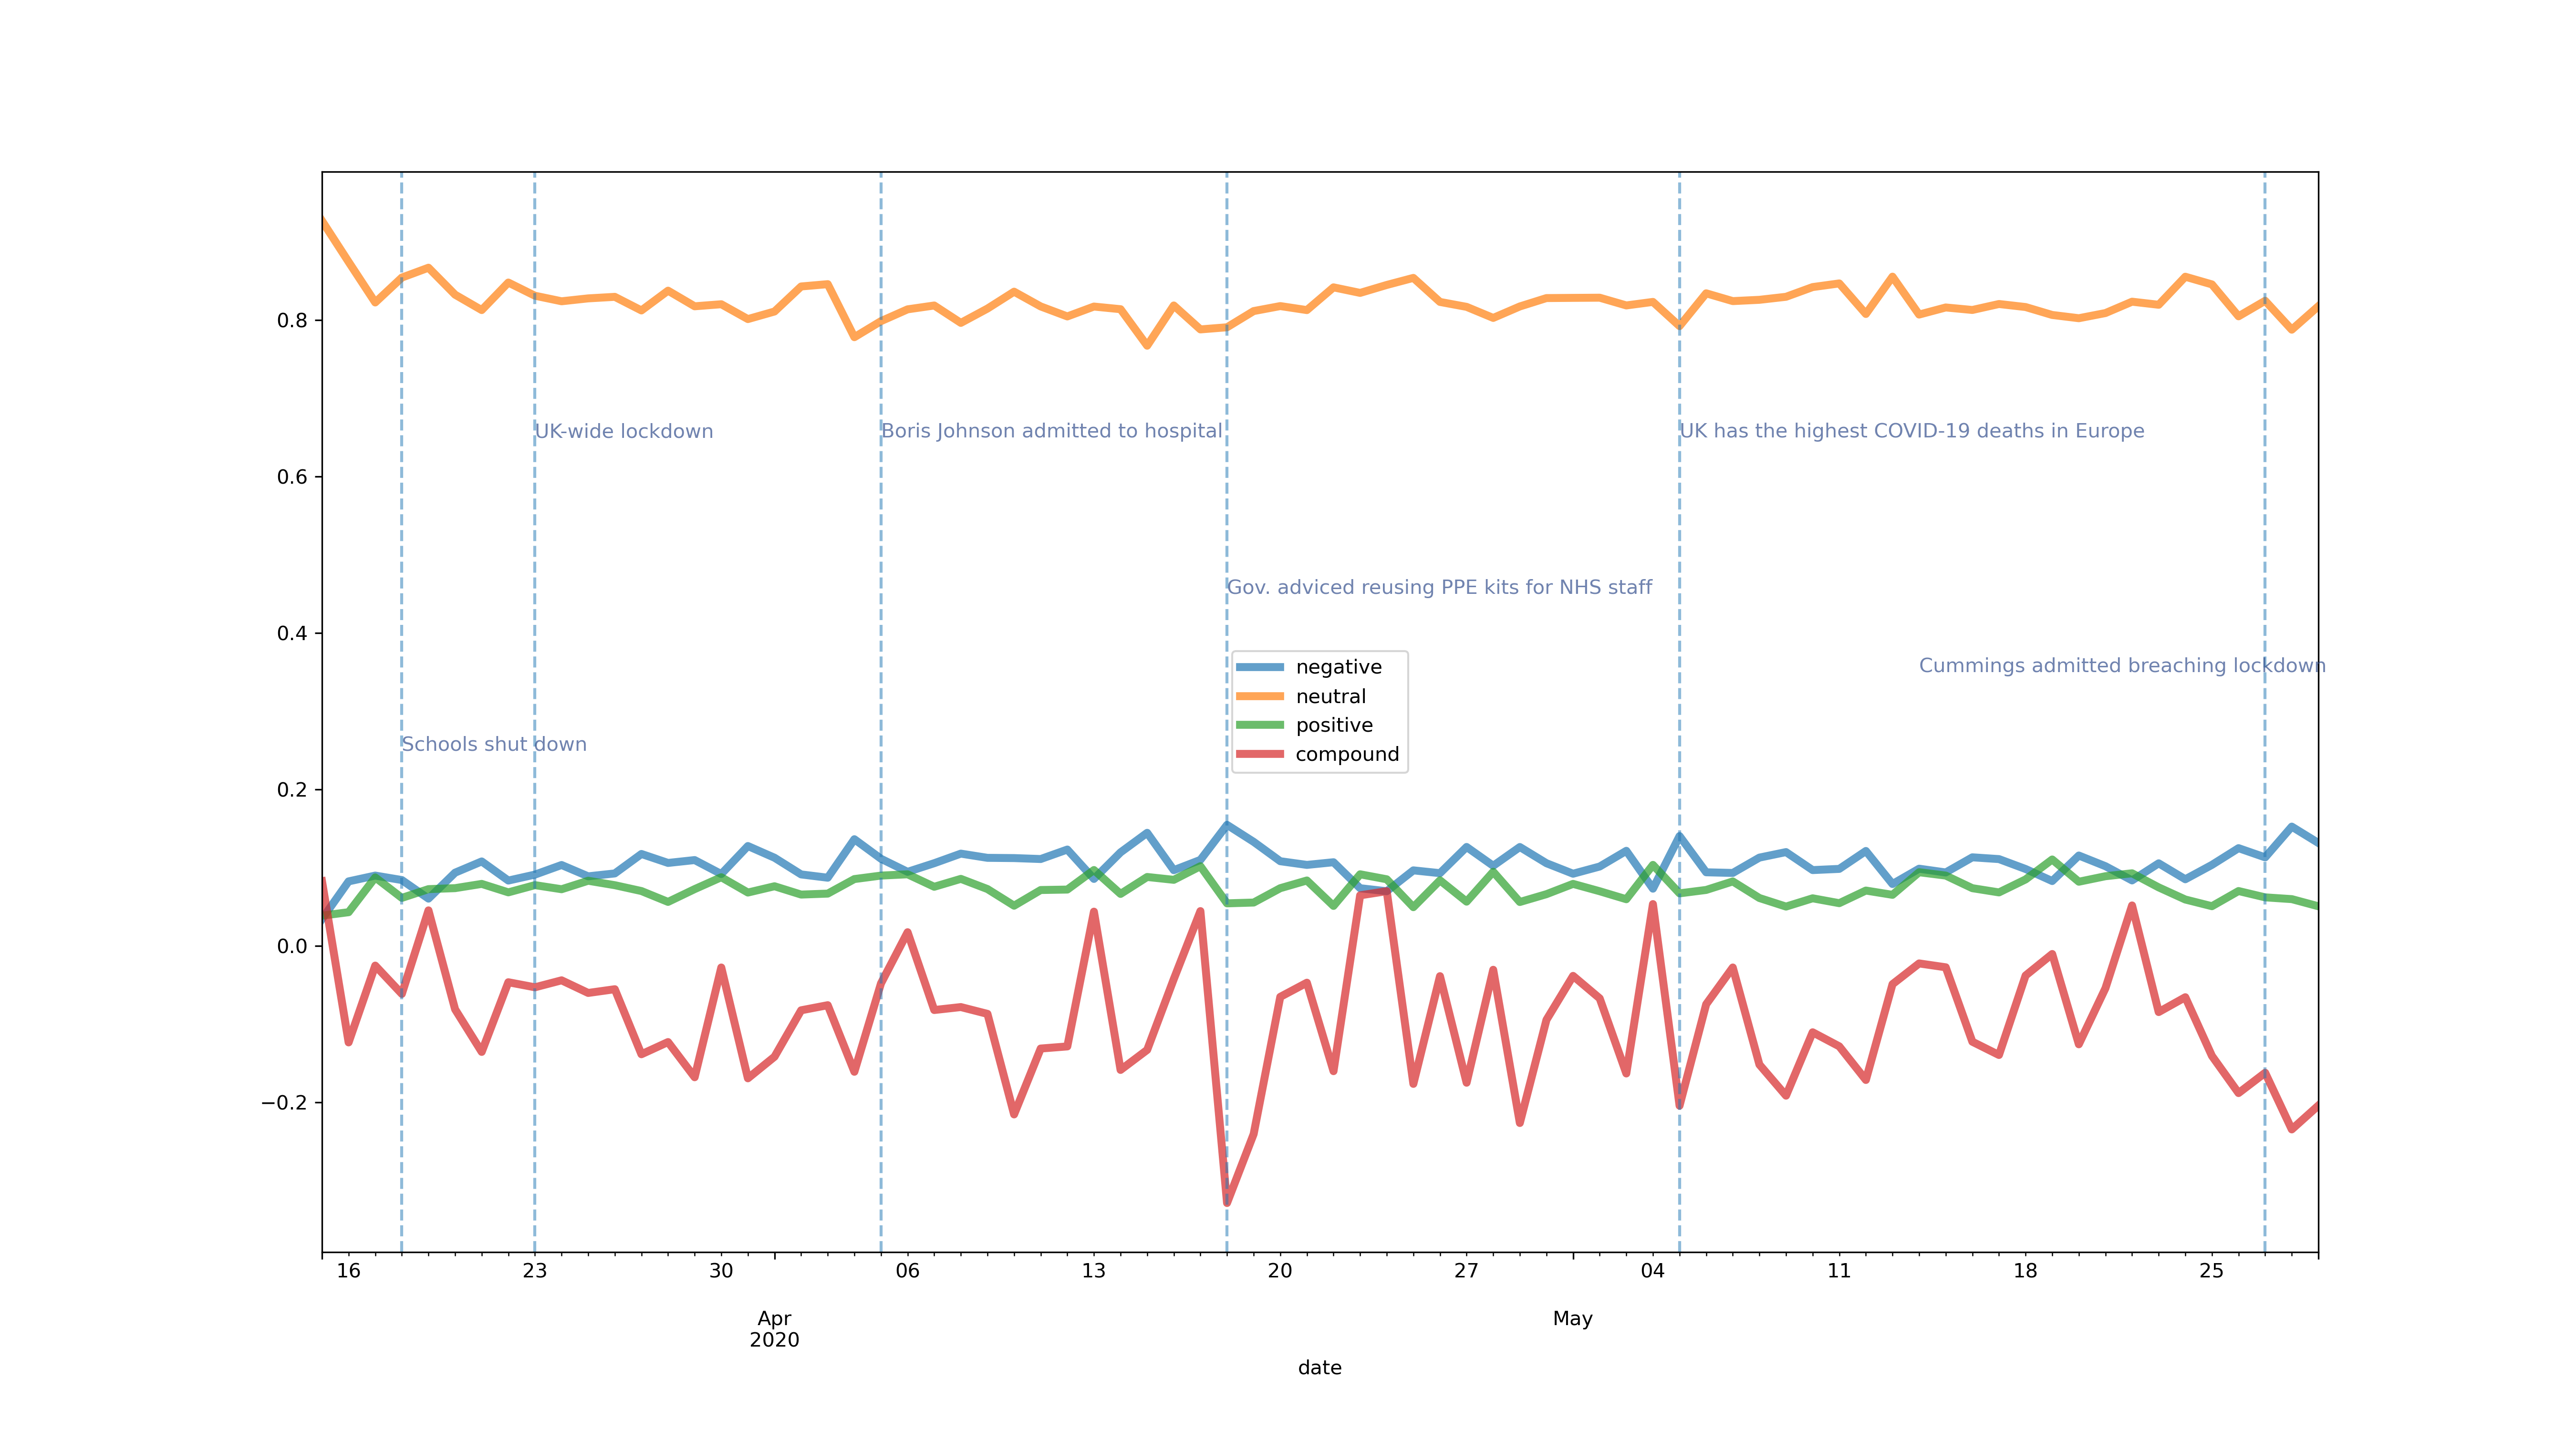 0.8
UK-wide lockdown
Boris Johnson admitted to hospital
UK has the highest COVID-19 deaths in Europe
0.6
Gov. adviced reusing PPE kits for NHS staff
0.4
negative
neutral
positive
compound
Cummings admitted breaching lockdown
Schools shut down
0.2
0.0
−0.2
16 23 30 06 13 20 27 04 11 18 25
Apr May
2020
date